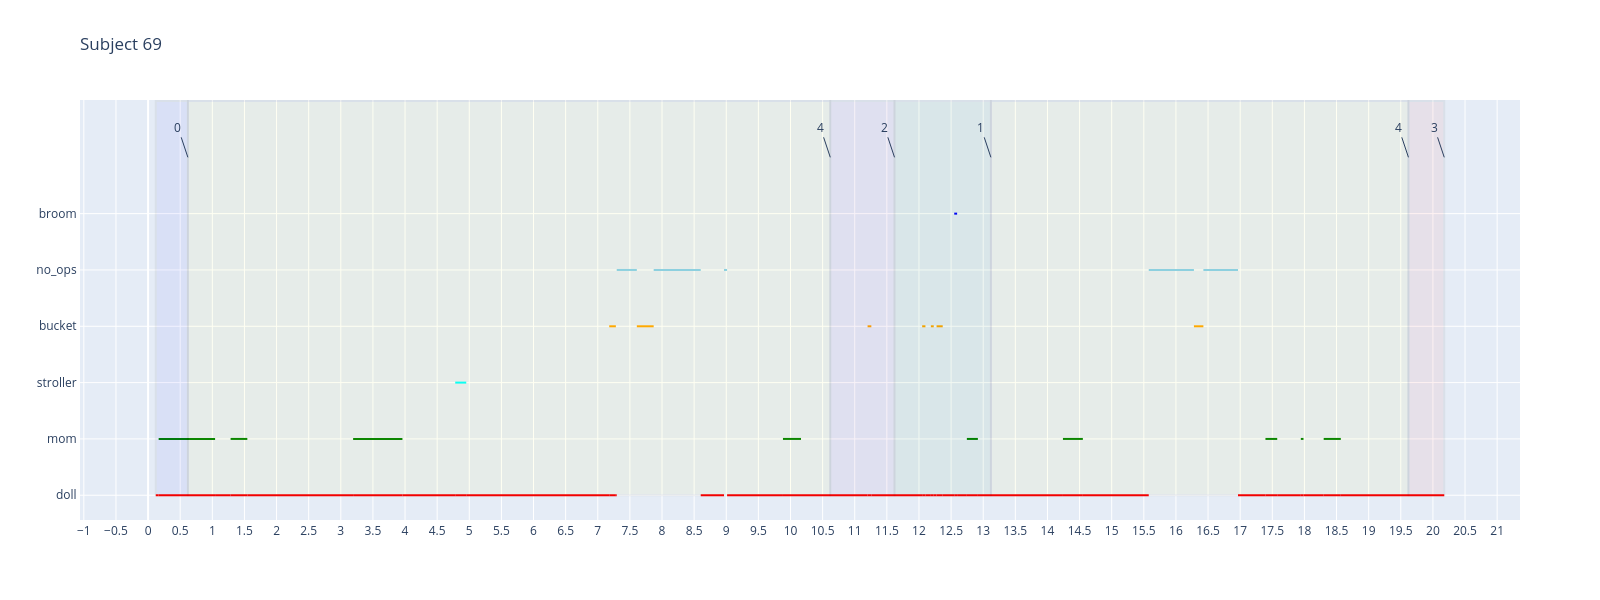 Subject 69
0 4 2 1 4 3
broom
no_ops
bucket
stroller
mom
doll
−1 −0.5 0 0.5 1 1.5 2 2.5 3 3.5 4 4.5 5 5.5 6 6.5 7 7.5 8 8.5 9 9.5 10 10.5 11 11.5 12 12.5 13 13.5 14 14.5 15 15.5 16 16.5 17 17.5 18 18.5 19 19.5 20 20.5 21